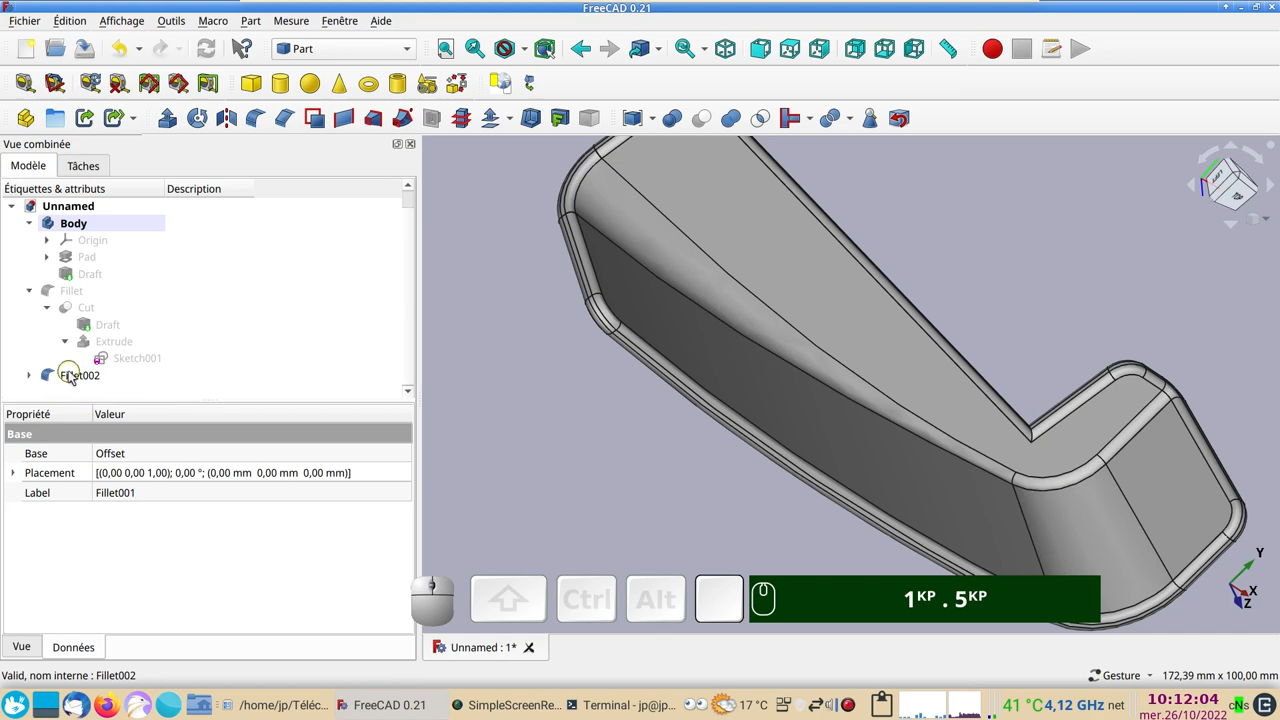 FreeCAD 0.21
Fichier Édition Affichage Outils Macro Part Mesure Fenêtre Aide
Part
Vue combinée
Modèle Tâches
Étiquettes & attributs Description
Unnamed
Body
Origin
Pad
Draft
Fillet
Cut
Draft
Extrude
Sketch001
Fillet002
Propriété Valeur
Base
Base Offset
Placement [(0,00 0,00 1,00); 0,00 °; (0,00 mm 0,00 mm 0,00 mm)]
Label Fillet001
Y
X
Z
Ctrl Alt 1KP . 5KP
Vue Données
Unnamed : 1*
Valid, nom interne : Fillet002
Gesture 172,39 mm x 100,00 mm
/home/jp/Téléc... FreeCAD 0.21 SimpleScreenRe... Terminal - jp@jp... 17 °C 41 °C 4,12 GHz net 10:12:04
mer.26/10/2022